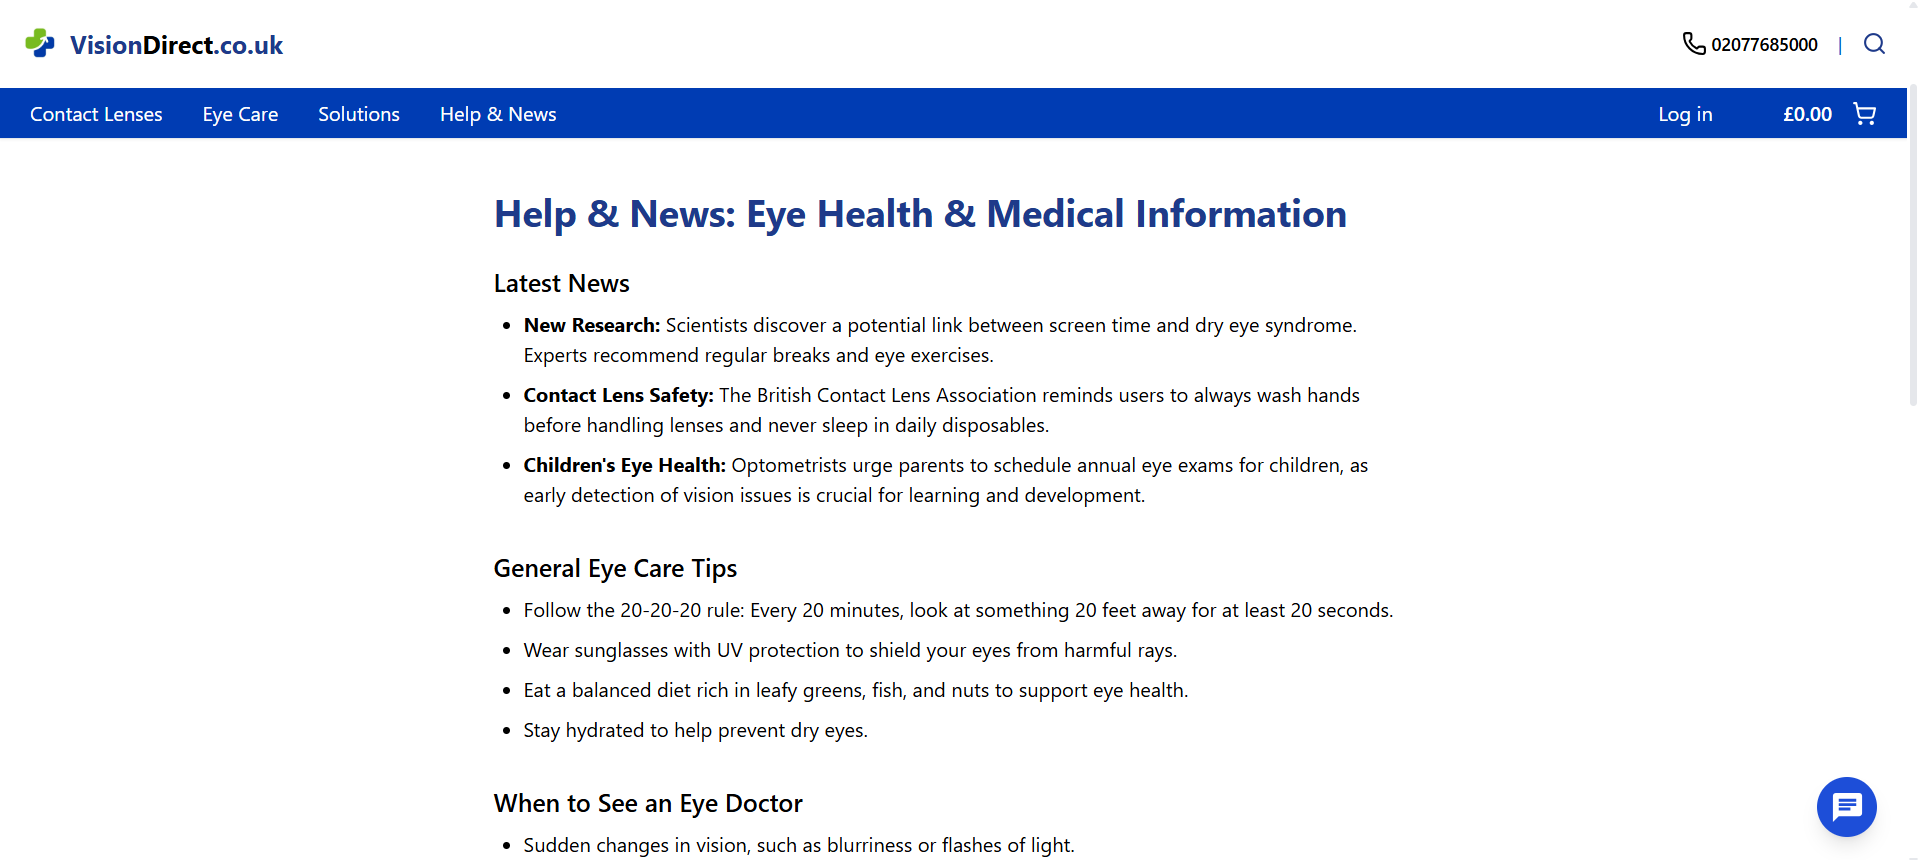 VisionDirect.co.uk
02077685000 |
Contact Lenses Eye Care Solutions Help & News Log in £0.00
Help & News: Eye Health & Medical Information
Latest News
• New Research: Scientists discover a potential link between screen time and dry eye syndrome.
Experts recommend regular breaks and eye exercises.
• Contact Lens Safety: The British Contact Lens Association reminds users to always wash hands
before handling lenses and never sleep in daily disposables.
• Children's Eye Health: Optometrists urge parents to schedule annual eye exams for children, as
early detection of vision issues is crucial for learning and development.
General Eye Care Tips
• Follow the 20-20-20 rule: Every 20 minutes, look at something 20 feet away for at least 20 seconds.
• Wear sunglasses with UV protection to shield your eyes from harmful rays.
• Eat a balanced diet rich in leafy greens, fish, and nuts to support eye health.
• Stay hydrated to help prevent dry eyes.
When to See an Eye Doctor
• Sudden changes in vision, such as blurriness or flashes of light.